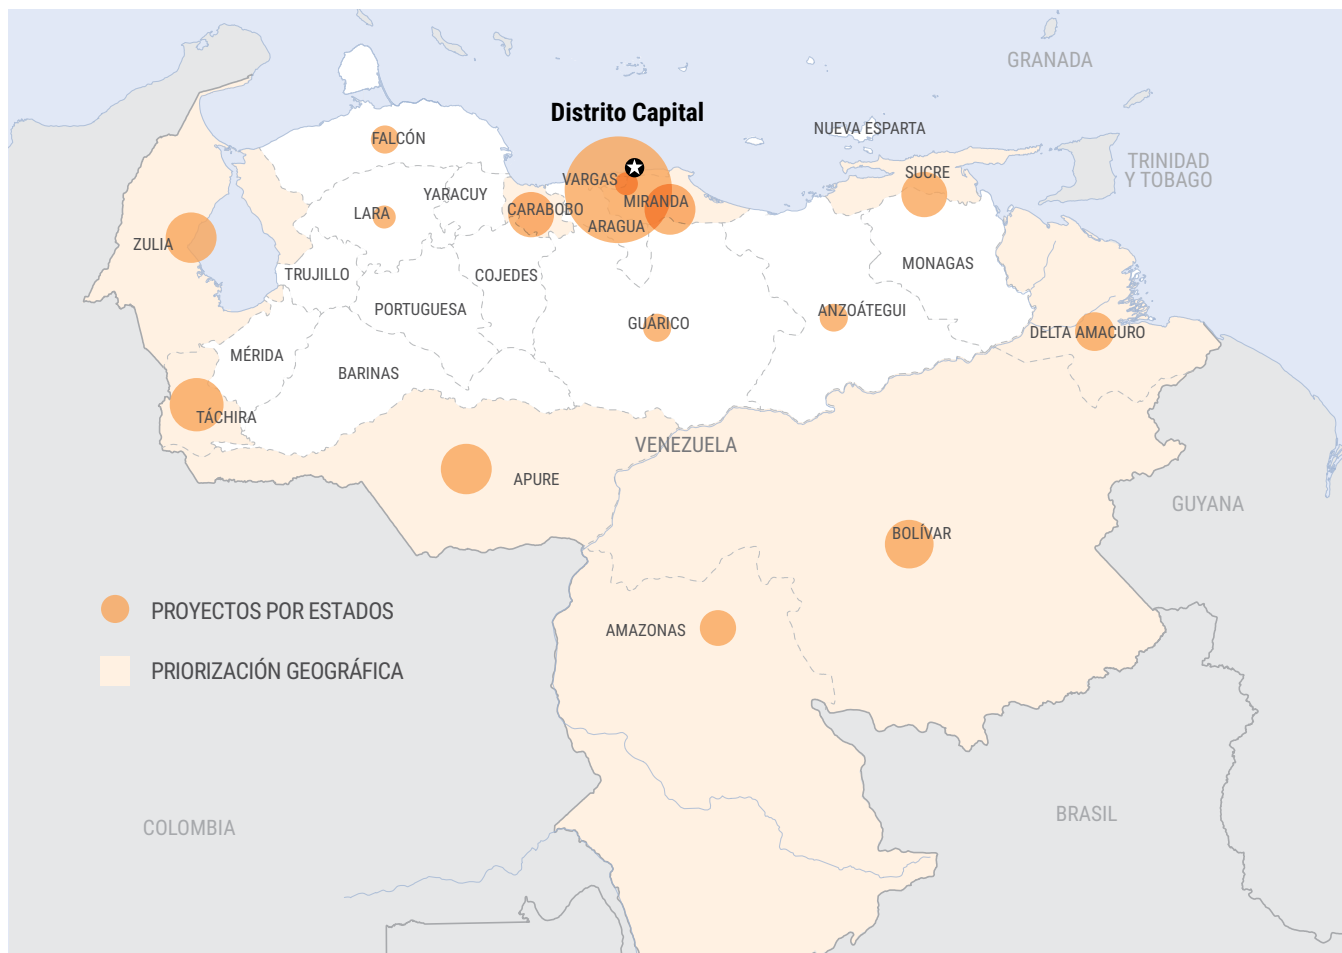 GRANADA
Distrito Capital
NUEVA ESPARTA
FALCÓN
TRINIDAD
Y TOBAGO
SUCRE
VARGAS
YARACUY
MIRANDA
CARABOBO
LARA
ARAGUA
ZULIA
MONAGAS
TRUJILLO
COJEDES
PORTUGUESA
ANZOÁTEGUI
GUÁRICO
DELTA AMACURO
MÉRIDA
BARINAS
TÁCHIRA
VENEZUELA
APURE
GUYANA
BOLÍVAR
PROYECTOS POR ESTADOS
AMAZONAS
PRIORIZACIÓN GEOGRÁFICA
BRASIL
COLOMBIA